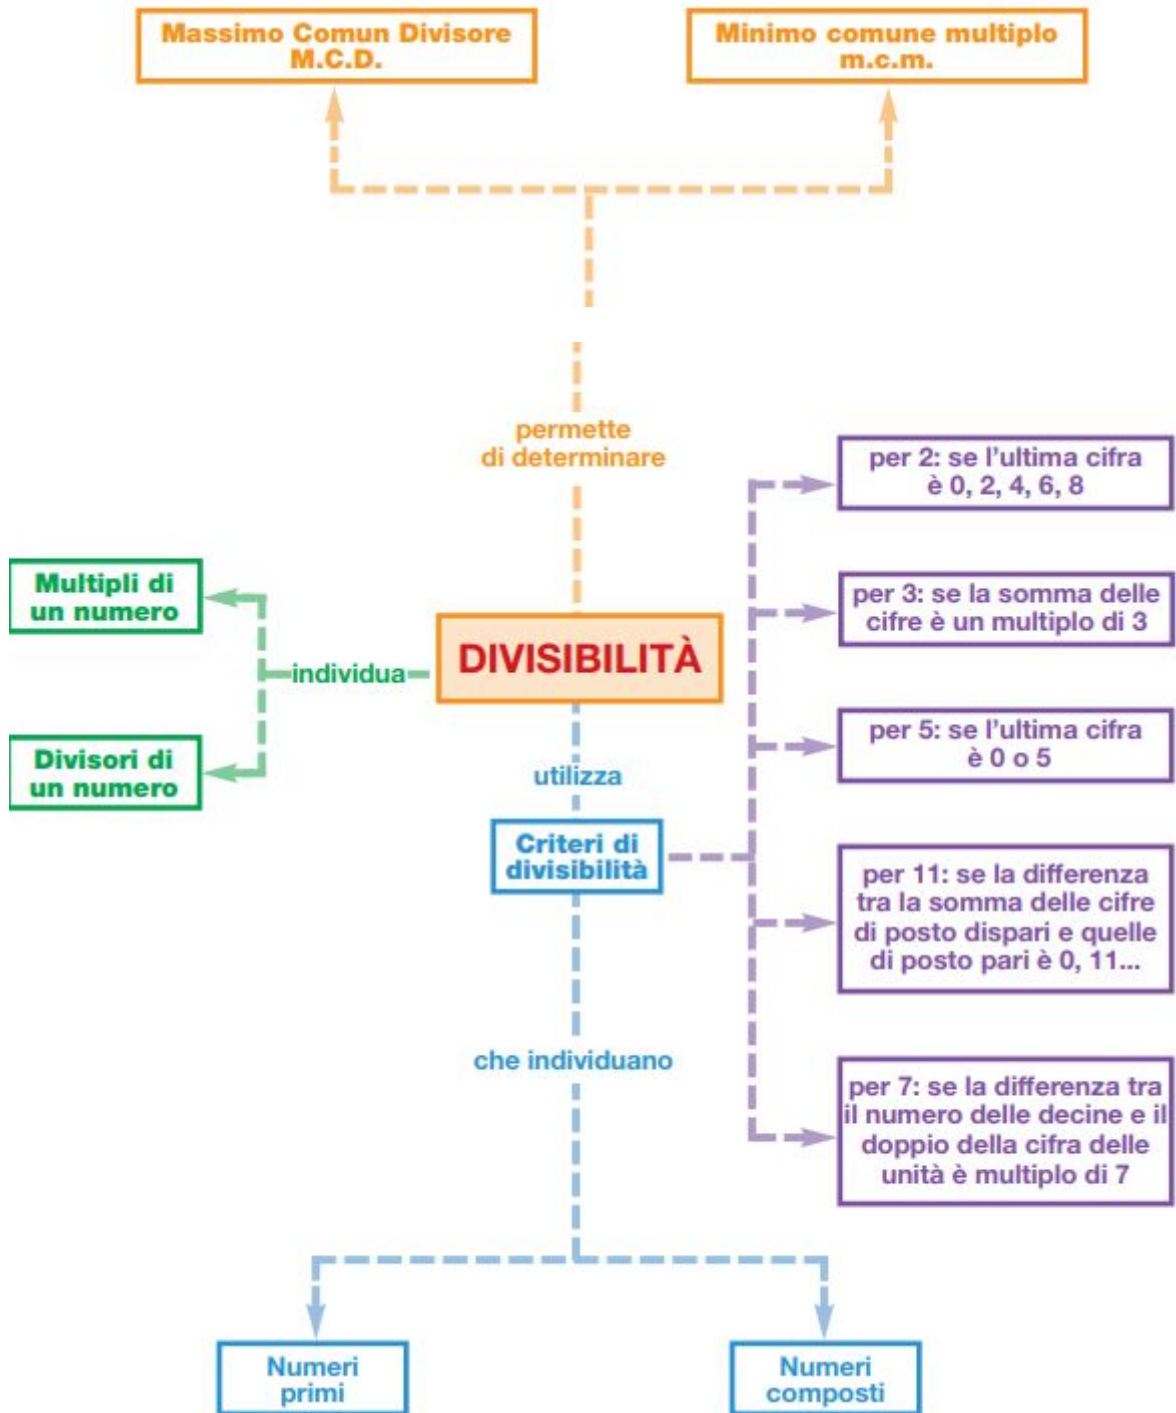 Massimo Comun Divisore
M.C.D.
Minimo comune multiplo
m.c.m.
permette
di determinare
per 2: se l'ultima cifra
è 0, 2, 4, 6, 8
Multipli di
un numero
per 3: se la somma delle
cifre è un multiplo di 3
DIVISIBILITÀ
individua
per 5: se l'ultima cifra
è 0 o 5
Divisori di
un numero
utilizza
Criteri di
divisibilità
per 11: se la differenza
tra la somma delle cifre
di posto dispari e quelle
di posto pari è 0, 11...
che individuano
per 7: se la differenza tra
il numero delle decine e il
doppio della cifra delle
unità è multiplo di 7
Numeri
primi
Numeri
composti